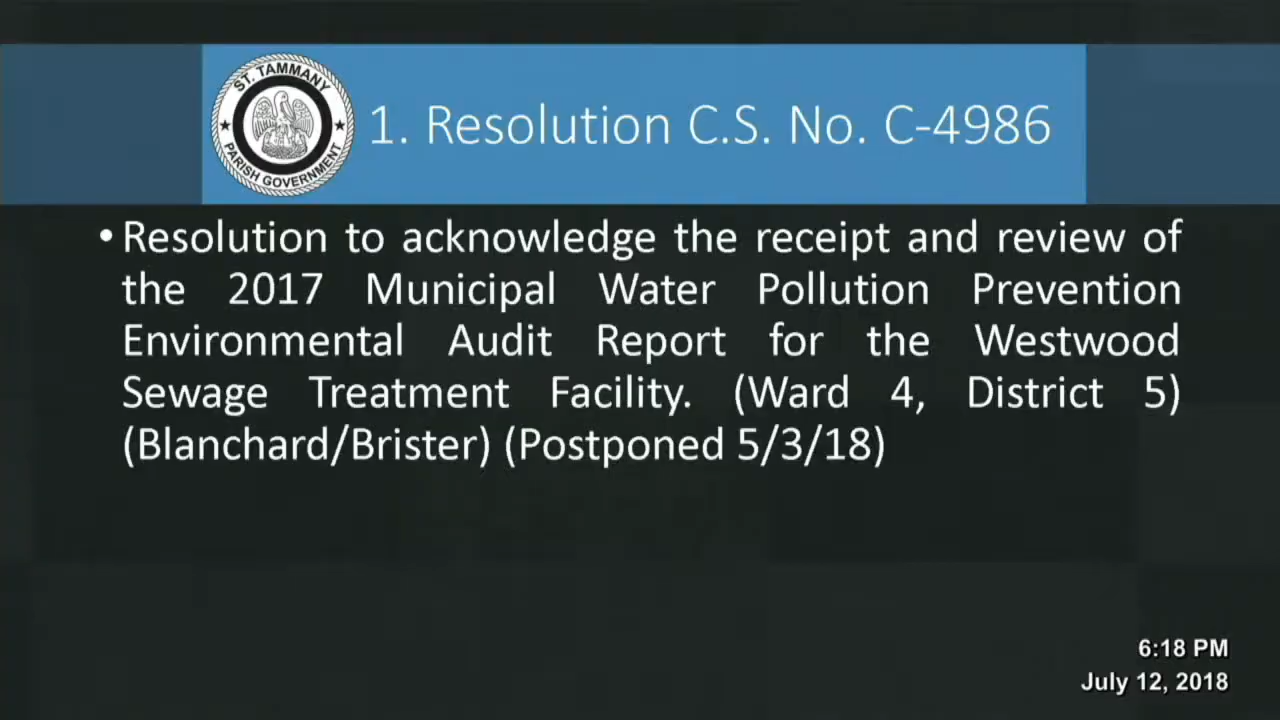 ST. TAMMANY
PARISH GOVERNMENT
1. Resolution C.S. No. C-4986
• Resolution to acknowledge the receipt and review of
the 2017 Municipal Water Pollution Prevention
Environmental Audit Report for the Westwood
Sewage Treatment Facility. (Ward 4, District 5)
(Blanchard/Brister) (Postponed 5/3/18)
6:18 PM
July 12, 2018